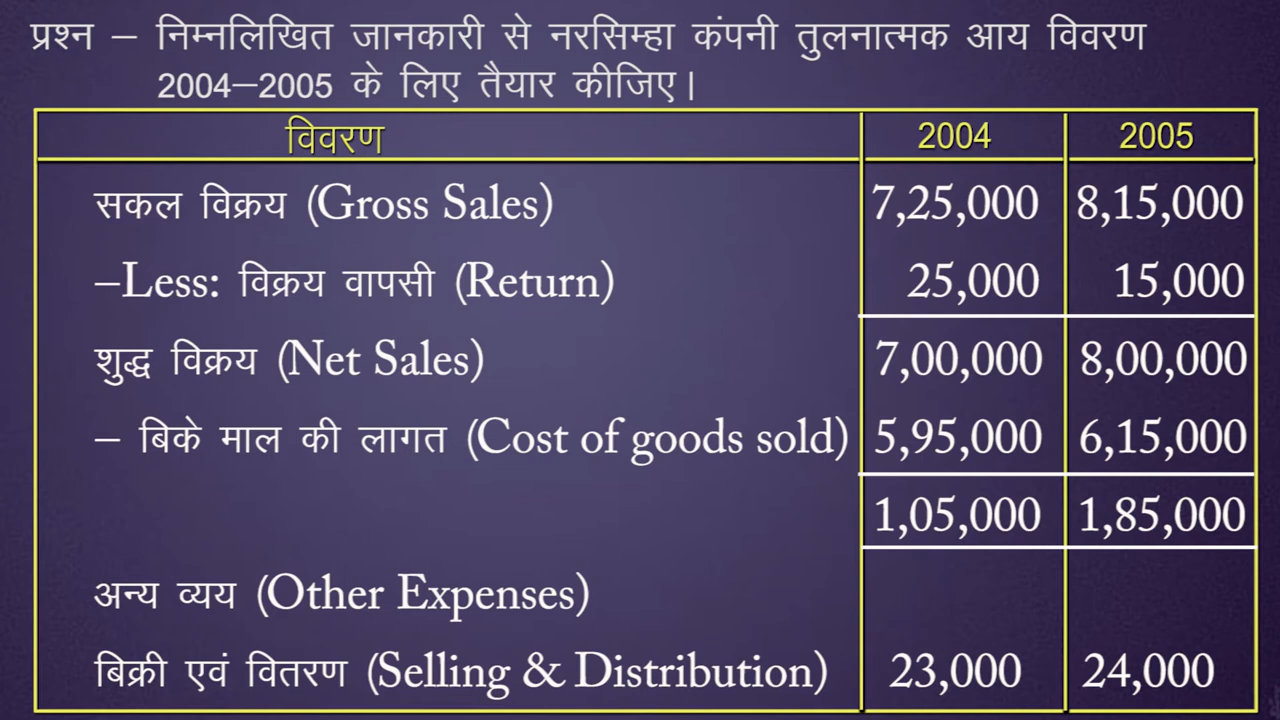 प्रश्न – निम्नलिखित जानकारी से नरसिम्हा कंपनी तुलनात्मक आय विवरण
2004–2005 के लिए तैयार कीजिए।
विवरण 2004 2005
सकल विक्रय (Gross Sales) 7,25,000 8,15,000
–Less: विक्रय वापसी (Return) 25,000 15,000
शुद्ध विक्रय (Net Sales) 7,00,000 8,00,000
– बिके माल की लागत (Cost of goods sold) 5,95,000 6,15,000
1,05,000 1,85,000
अन्य व्यय (Other Expenses)
बिक्री एवं वितरण (Selling & Distribution) 23,000 24,000